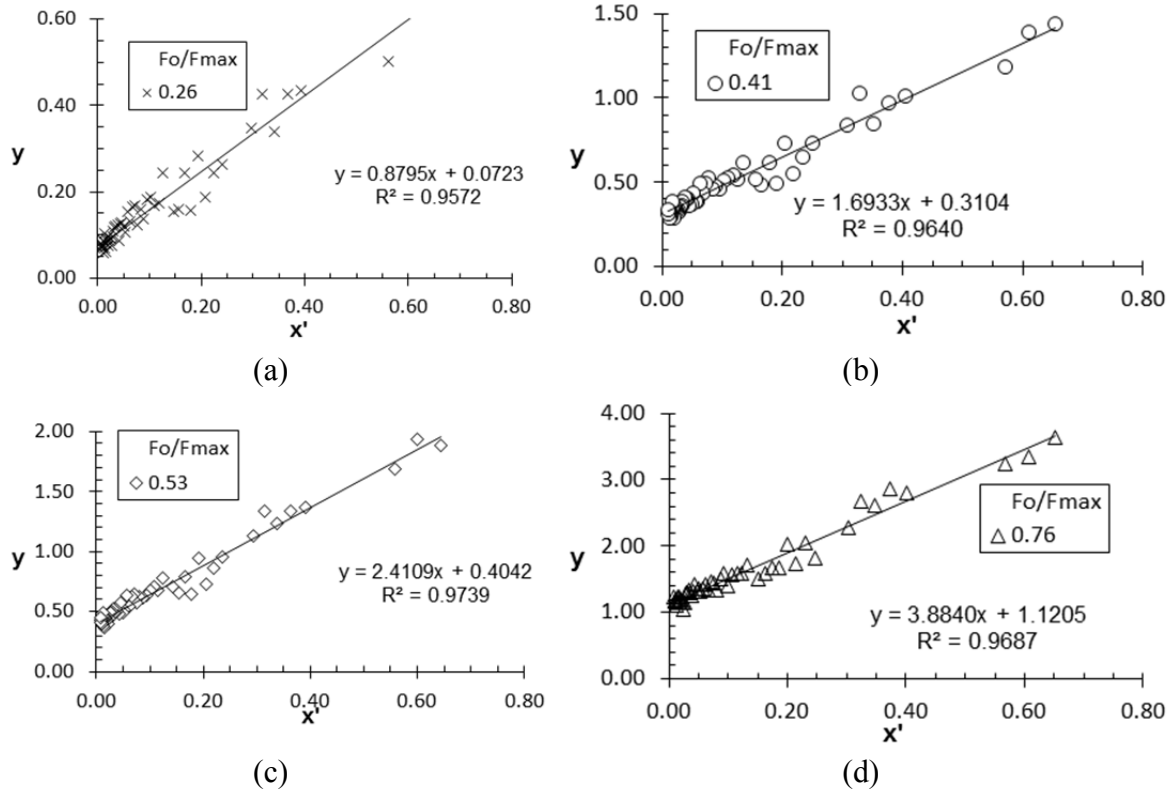 0.60
0.40
0.20
0.00
y
Fo/Fmax
0.26
y = 0.8795x + 0.0723
R² = 0.9572
0.00 0.20 0.40 0.60 0.80
x'
(a)
1.50
1.00
0.50
0.00
y
Fo/Fmax
0.41
y = 1.6933x + 0.3104
R² = 0.9640
0.00 0.20 0.40 0.60 0.80
x'
(b)
2.00
1.50
1.00
0.50
0.00
y
Fo/Fmax
0.53
y = 2.4109x + 0.4042
R² = 0.9739
0.00 0.20 0.40 0.60 0.80
x'
(c)
4.00
3.00
2.00
1.00
0.00
y
Fo/Fmax
0.76
y = 3.8840x + 1.1205
R² = 0.9687
0.00 0.20 0.40 0.60 0.80
x'
(d)